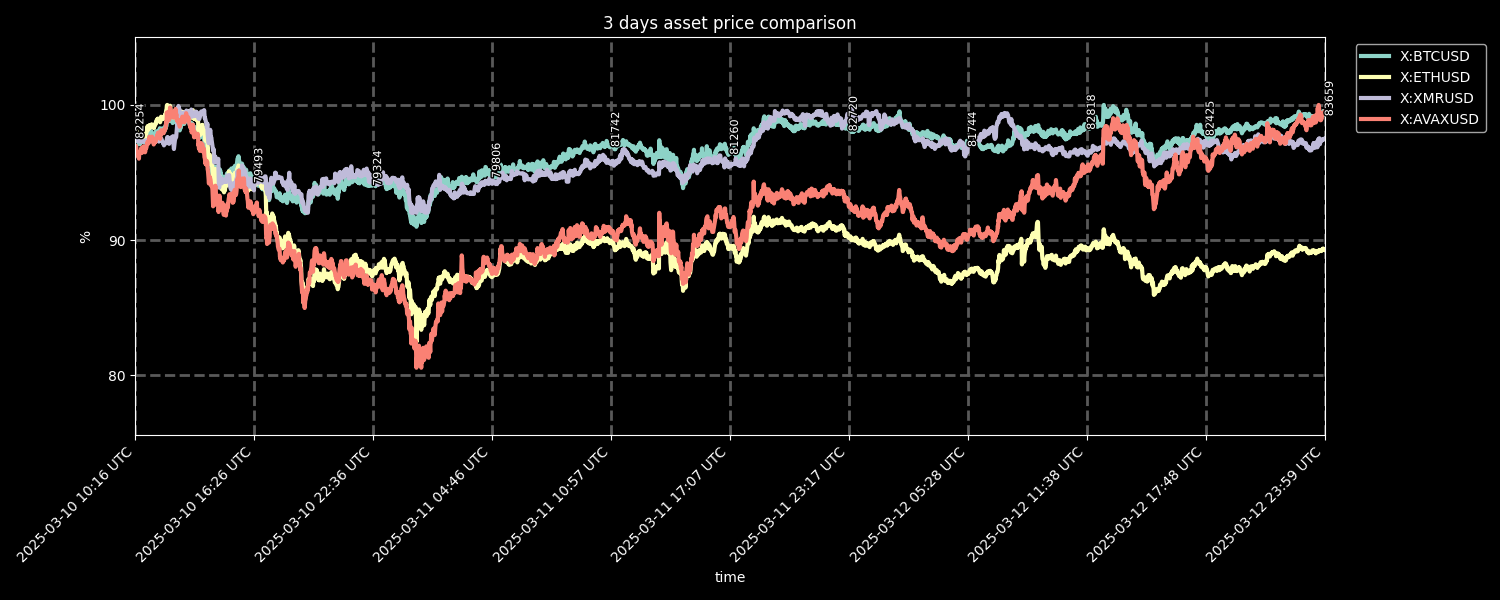 3 days asset price comparison
X:BTCUSD
X:ETHUSD
X:XMRUSD
X:AVAXUSD
100
90
80
%
82254
79493
79324
79806
81742
81260
82720
81744
82818
82425
83659
2025-03-10 10:16 UTC
2025-03-10 16:26 UTC
2025-03-10 22:36 UTC
2025-03-11 04:46 UTC
2025-03-11 10:57 UTC
2025-03-11 17:07 UTC
2025-03-11 23:17 UTC
2025-03-12 05:28 UTC
2025-03-12 11:38 UTC
2025-03-12 17:48 UTC
2025-03-12 23:59 UTC
time